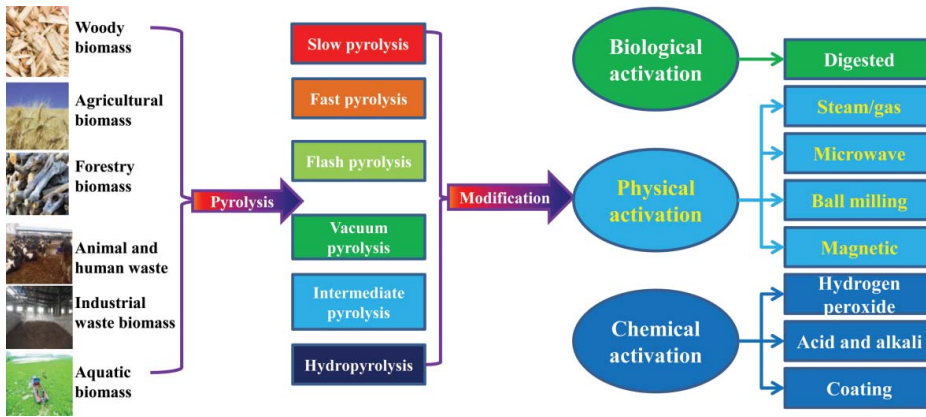 Woody
biomass
Agricultural
biomass
Forestry
biomass
Animal and
human waste
Industrial
waste biomass
Aquatic
biomass
Pyrolysis
Slow pyrolysis
Fast pyrolysis
Flash pyrolysis
Vacuum
pyrolysis
Intermediate
pyrolysis
Hydropyrolysis
Modification
Biological
activation
Digested
Physical
activation
Steam/gas
Microwave
Ball milling
Magnetic
Chemical
activation
Hydrogen
peroxide
Acid and alkali
Coating